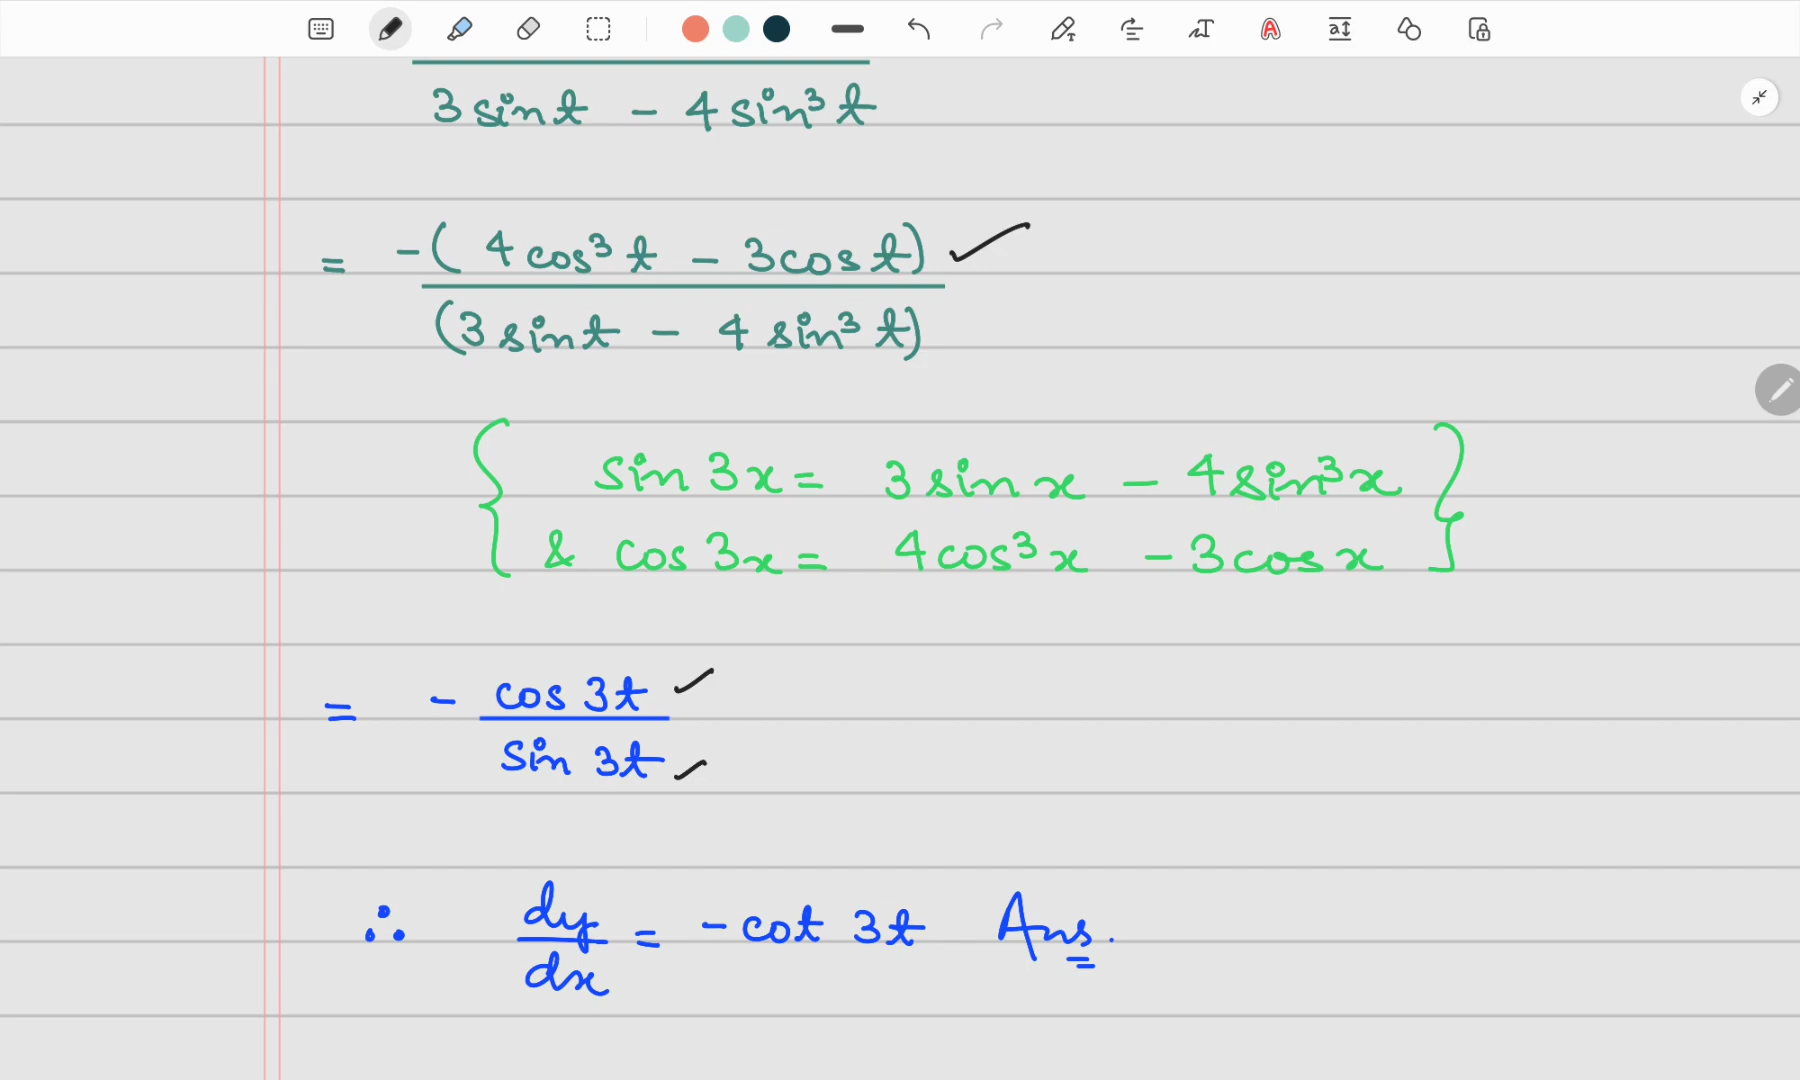 3 sin t - 4 sin³ t
= -( 4 cos³ t - 3 cos t)
(3 sin t - 4 sin³ t)
{ sin 3x = 3 sin x - 4 sin³ x }
& cos 3x = 4 cos³ x - 3 cos x
= - cos 3t
sin 3t
∴ dy/dx = - cot 3t Ans.